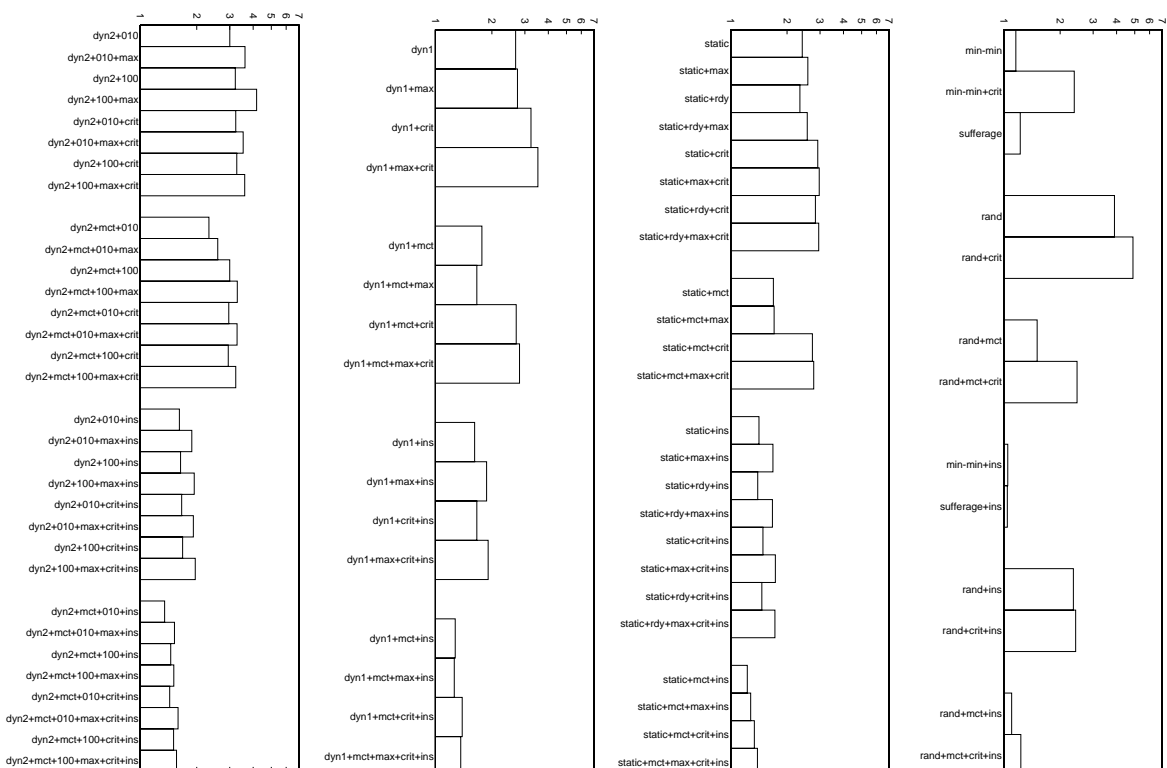 1 2 3 4 5 6 7
dyn2+010
dyn2+010+max
dyn2+100
dyn2+100+max
dyn2+010+crit
dyn2+010+max+crit
dyn2+100+crit
dyn2+100+max+crit
dyn2+mct+010
dyn2+mct+010+max
dyn2+mct+100
dyn2+mct+100+max
dyn2+mct+010+crit
dyn2+mct+010+max+crit
dyn2+mct+100+crit
dyn2+mct+100+max+crit
dyn2+010+ins
dyn2+010+max+ins
dyn2+100+ins
dyn2+100+max+ins
dyn2+010+crit+ins
dyn2+010+max+crit+ins
dyn2+100+crit+ins
dyn2+100+max+crit+ins
dyn2+mct+010+ins
dyn2+mct+010+max+ins
dyn2+mct+100+ins
dyn2+mct+100+max+ins
dyn2+mct+010+crit+ins
dyn2+mct+010+max+crit+ins
dyn2+mct+100+crit+ins
dyn2+mct+100+max+crit+ins
1 2 3 4 5 6 7
dyn1
dyn1+max
dyn1+crit
dyn1+max+crit
dyn1+mct
dyn1+mct+max
dyn1+mct+crit
dyn1+mct+max+crit
dyn1+ins
dyn1+max+ins
dyn1+crit+ins
dyn1+max+crit+ins
dyn1+mct+ins
dyn1+mct+max+ins
dyn1+mct+crit+ins
dyn1+mct+max+crit+ins
1 2 3 4 5 6 7
static
static+max
static+rdy
static+rdy+max
static+crit
static+max+crit
static+rdy+crit
static+rdy+max+crit
static+mct
static+mct+max
static+mct+crit
static+mct+max+crit
static+ins
static+max+ins
static+rdy+ins
static+rdy+max+ins
static+crit+ins
static+max+crit+ins
static+rdy+crit+ins
static+rdy+max+crit+ins
static+mct+ins
static+mct+max+ins
static+mct+crit+ins
static+mct+max+crit+ins
1 2 3 4 5 6 7
min-min
min-min+crit
sufferage
rand
rand+crit
rand+mct
rand+mct+crit
min-min+ins
sufferage+ins
rand+ins
rand+crit+ins
rand+mct+ins
rand+mct+crit+ins